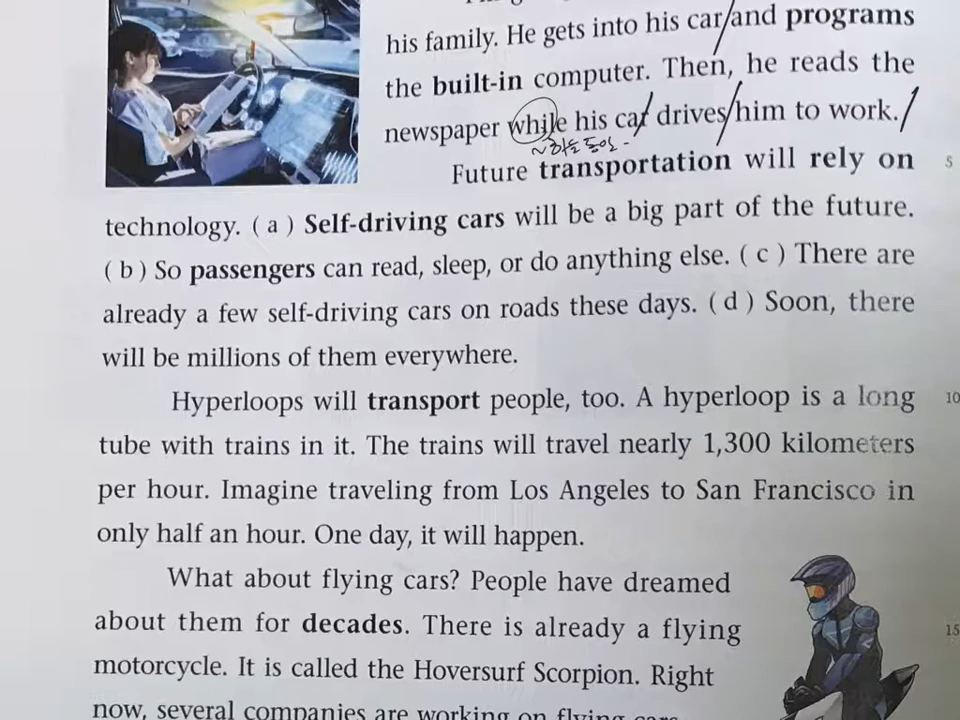 his family. He gets into his car and programs
the built-in computer. Then, he reads the
newspaper while his car drives him to work.
~하는 동안
Future transportation will rely on
5
technology. ( a ) Self-driving cars will be a big part of the future.
( b ) So passengers can read, sleep, or do anything else. ( c ) There are
already a few self-driving cars on roads these days. ( d ) Soon, there
will be millions of them everywhere.
Hyperloops will transport people, too. A hyperloop is a long
10
tube with trains in it. The trains will travel nearly 1,300 kilometers
per hour. Imagine traveling from Los Angeles to San Francisco in
only half an hour. One day, it will happen.
What about flying cars? People have dreamed
about them for decades. There is already a flying
15
motorcycle. It is called the Hoversurf Scorpion. Right
now, several companies are working on flying cars.